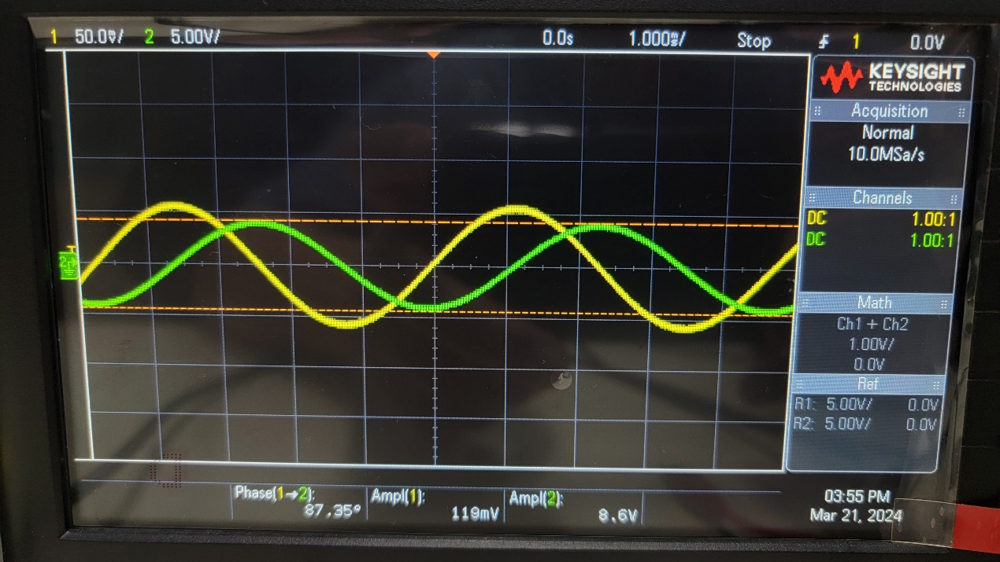 1 50.0mV/ 2 5.00V/ 0.0s 1.000ms/ Stop 1 0.0V
KEYSIGHT
TECHNOLOGIES
Acquisition
Normal
10.0MSa/s
Channels
DC 1.00:1
DC 1.00:1
Math
Ch1 + Ch2
1.00V/
0.0V
Ref
R1: 5.00V/ 0.0V
R2: 5.00V/ 0.0V
T
2
Phase(1→2): 
87.35°
Ampl(1):
119mV
Ampl(2):
8.6V
03:55 PM
Mar 21, 2024